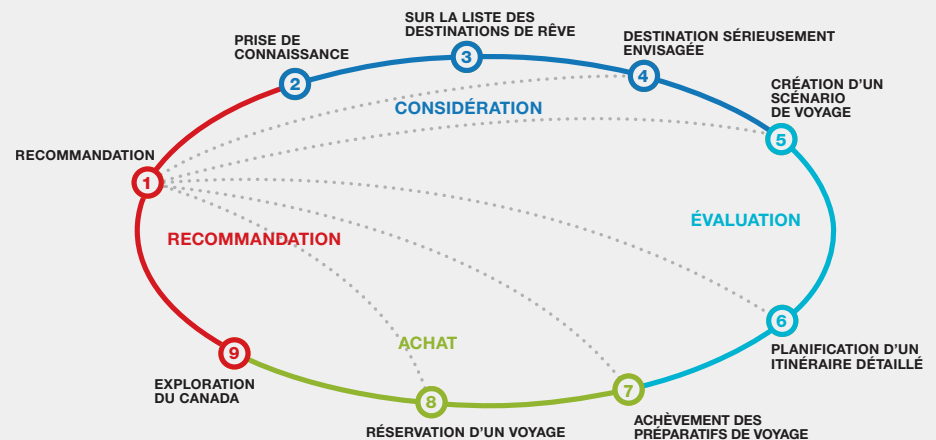 SUR LA LISTE DES
DESTINATIONS DE RÊVE
PRISE DE
CONNAISSANCE
DESTINATION SÉRIEUSEMENT
ENVISAGÉE
3
2
4
CRÉATION D'UN
SCÉNARIO
DE VOYAGE
CONSIDÉRATION
5
RECOMMANDATION
1
ÉVALUATION
RECOMMANDATION
6
ACHAT
9
PLANIFICATION D'UN
ITINÉRAIRE DÉTAILLÉ
EXPLORATION
DU CANADA
8
7
RÉSERVATION D'UN VOYAGE
ACHÈVEMENT DES
PRÉPARATIFS DE VOYAGE